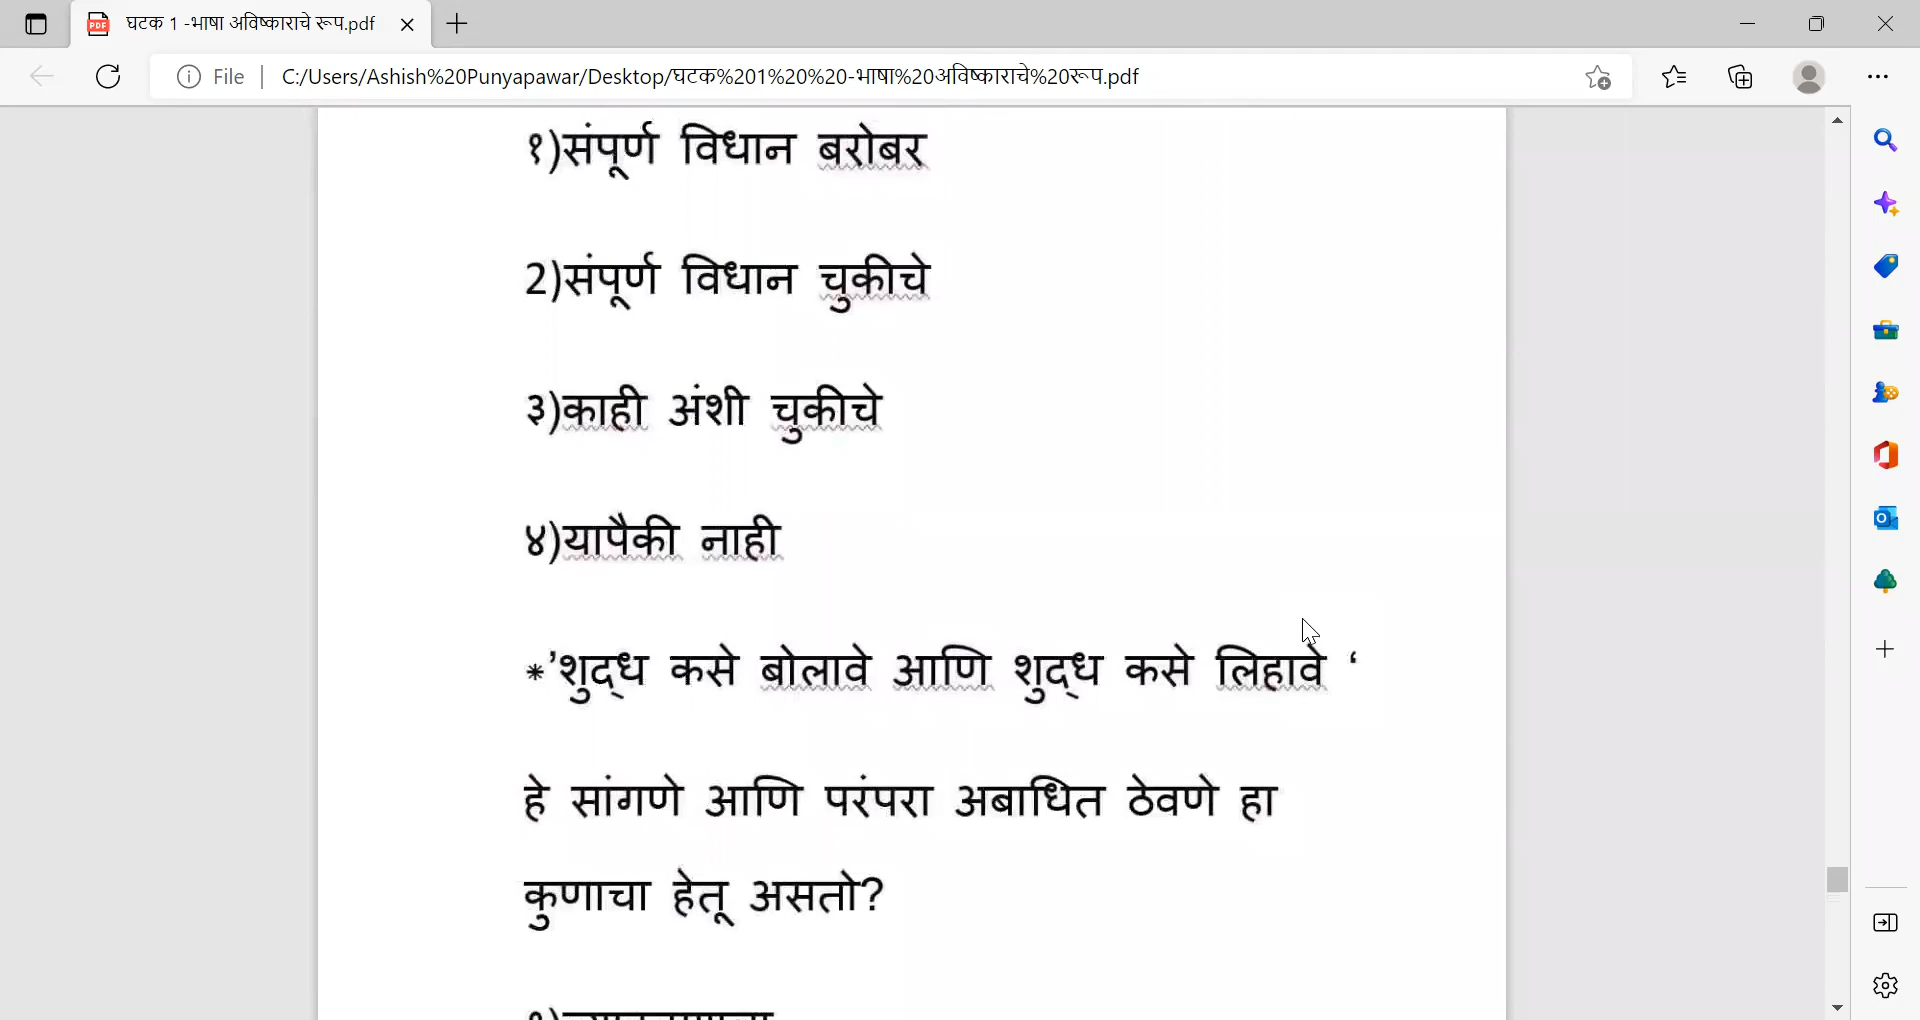 घटक 1 -भाषा अविष्काराचे रूप.pdf
File
C:/Users/Ashish%20Punyapawar/Desktop/घटक%201%20%20-भाषा%20अविष्काराचे%20रूप.pdf
१)संपूर्ण विधान बरोबर
2)संपूर्ण विधान चुकीचे
३)काही अंशी चुकीचे
४)यापैकी नाही
*’शुद्ध कसे बोलावे आणि शुद्ध कसे लिहावे ‘
हे सांगणे आणि परंपरा अबाधित ठेवणे हा
कुणाचा हेतू असतो?